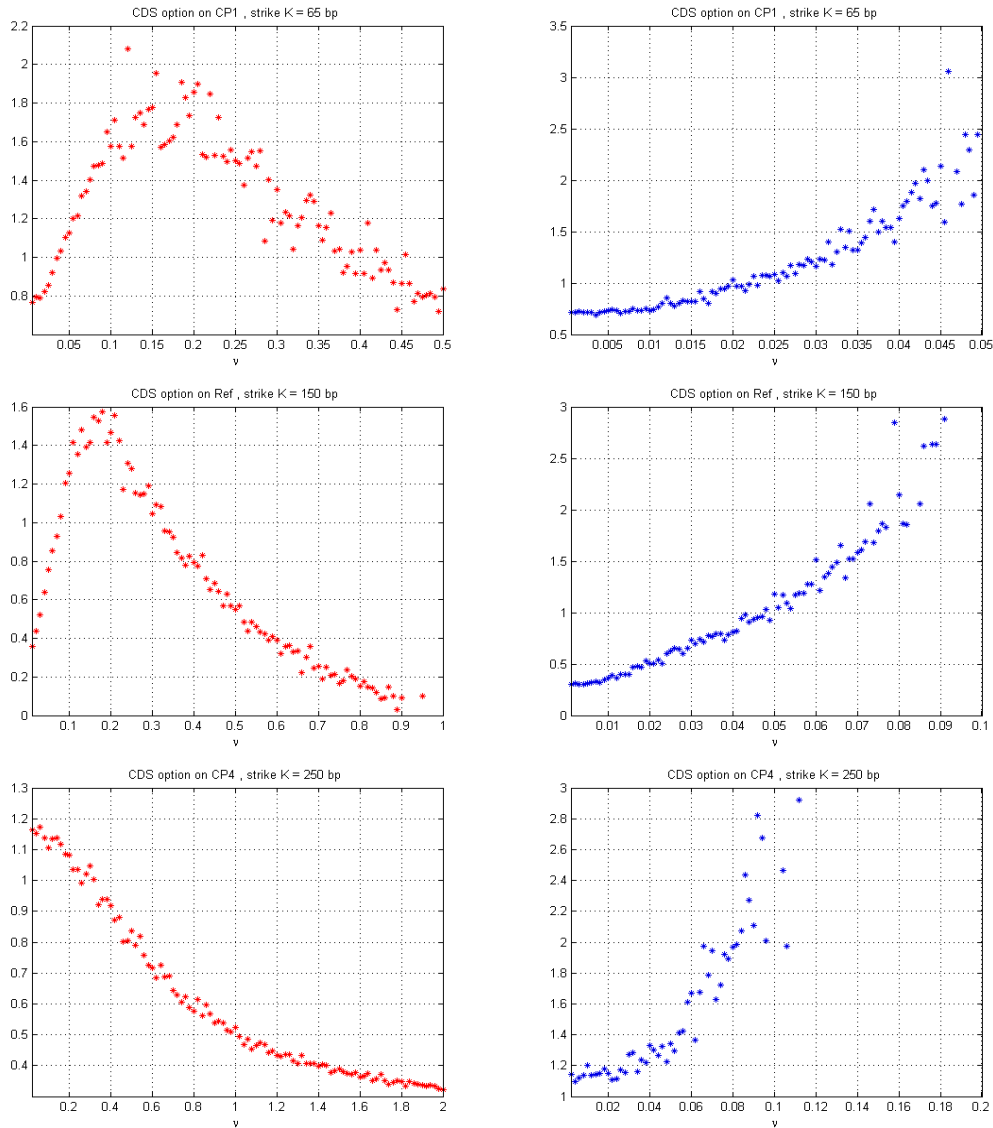 CDS option on CP1 , strike K = 65 bp
2.2
2
1.8
1.6
1.4
1.2
1
0.8
0.05 0.1 0.15 0.2 0.25 0.3 0.35 0.4 0.45 0.5
ν
CDS option on CP1 , strike K = 65 bp
3.5
3
2.5
2
1.5
1
0.5
0.005 0.01 0.015 0.02 0.025 0.03 0.035 0.04 0.045 0.05
ν
CDS option on Ref , strike K = 150 bp
1.6
1.4
1.2
1
0.8
0.6
0.4
0.2
0
0.1 0.2 0.3 0.4 0.5 0.6 0.7 0.8 0.9 1
ν
CDS option on Ref , strike K = 150 bp
3
2.5
2
1.5
1
0.5
0
0.01 0.02 0.03 0.04 0.05 0.06 0.07 0.08 0.09 0.1
ν
CDS option on CP4 , strike K = 250 bp
1.3
1.2
1.1
1
0.9
0.8
0.7
0.6
0.5
0.4
0.2 0.4 0.6 0.8 1 1.2 1.4 1.6 1.8 2
ν
CDS option on CP4 , strike K = 250 bp
3
2.8
2.6
2.4
2.2
2
1.8
1.6
1.4
1.2
1
0.02 0.04 0.06 0.08 0.1 0.12 0.14 0.16 0.18 0.2
ν